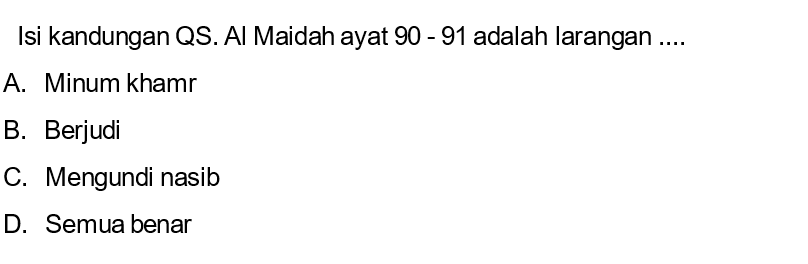 Isi kandungan QS. Al Maidah ayat 90 - 91 adalah larangan ....
A. Minum khamr
B. Berjudi
C. Mengundi nasib
D. Semua benar